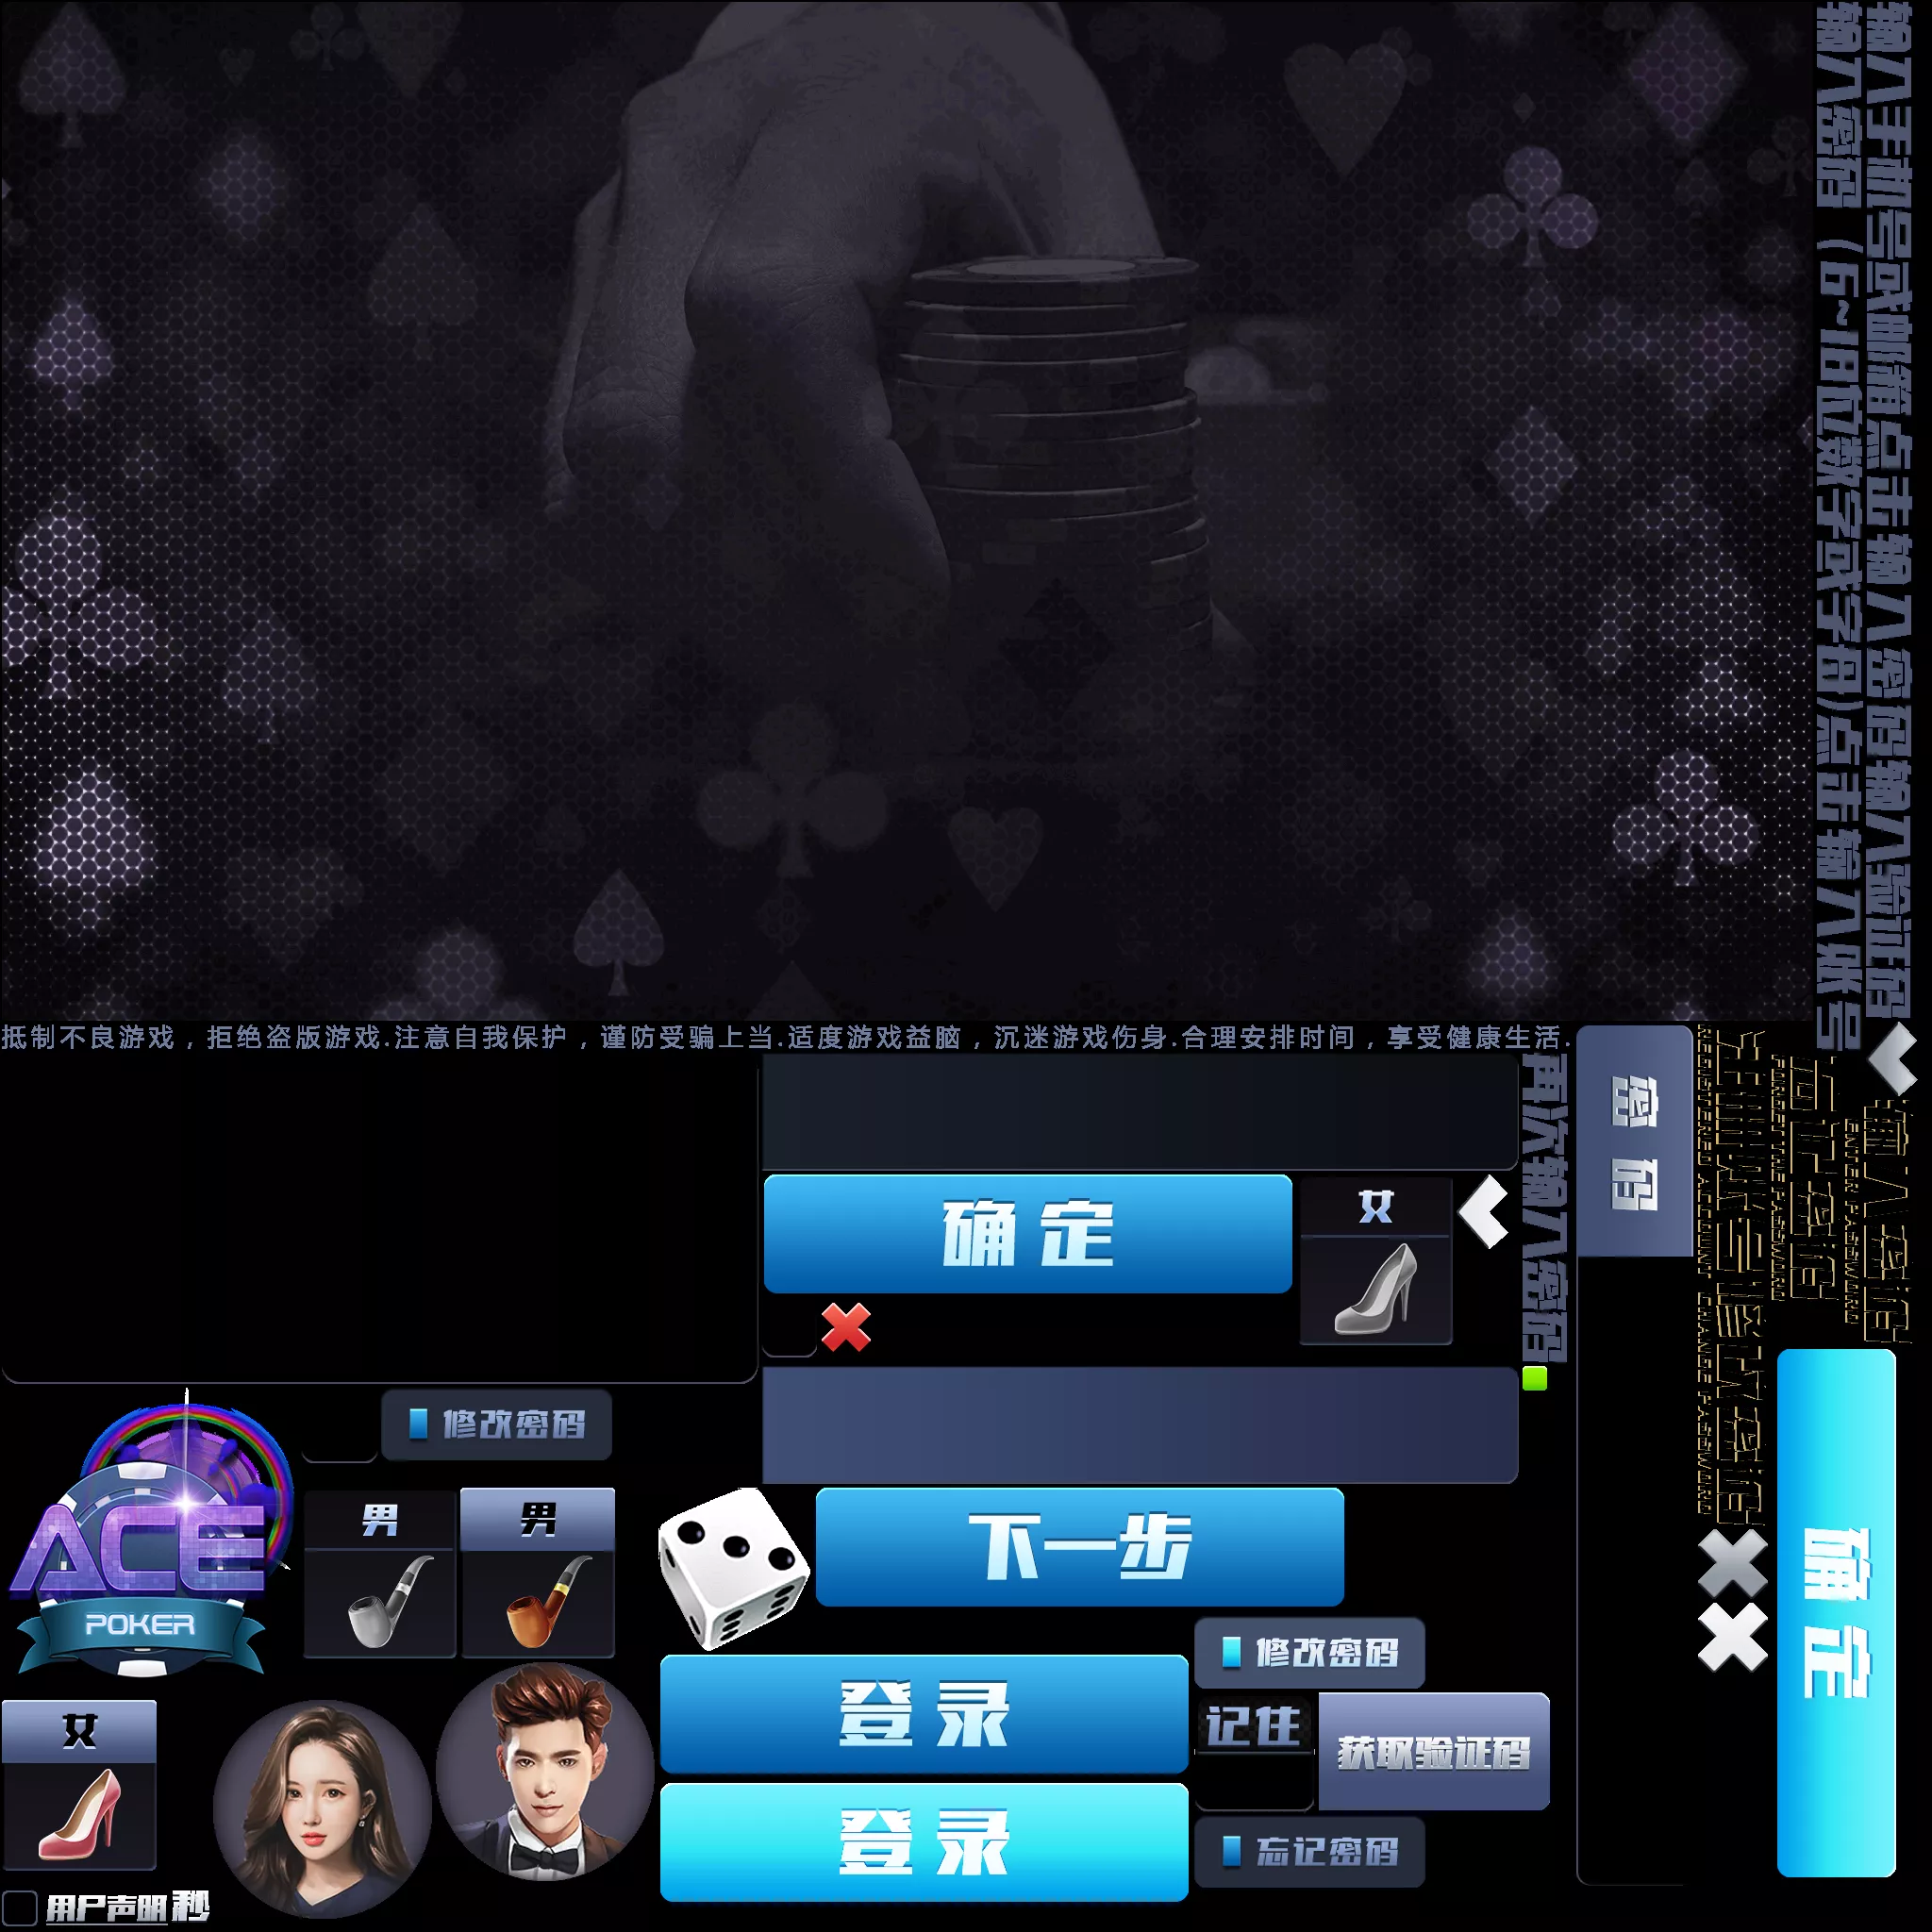 输入手机号或邮箱点击输入密码输入验证码
输入密码（6~18位数字或字母)点击输入账号
抵制不良游戏，拒绝盗版游戏.注意自我保护，谨防受骗上当.适度游戏益脑，沉迷游戏伤身.合理安排时间，享受健康生活.
再次输入密码
密 码
注册账号修改密码
REGISTERED ACCOUNT CHANGE PASSWORD
忘记密码
FORGET THE PASSWORD
输入密码
ENTER PASSWORD
确 定
女
修改密码
男
男
ACE
POKER
下一步
确 定
修改密码
登 录
记住
获取验证码
女
登 录
忘记密码
用户声明秒